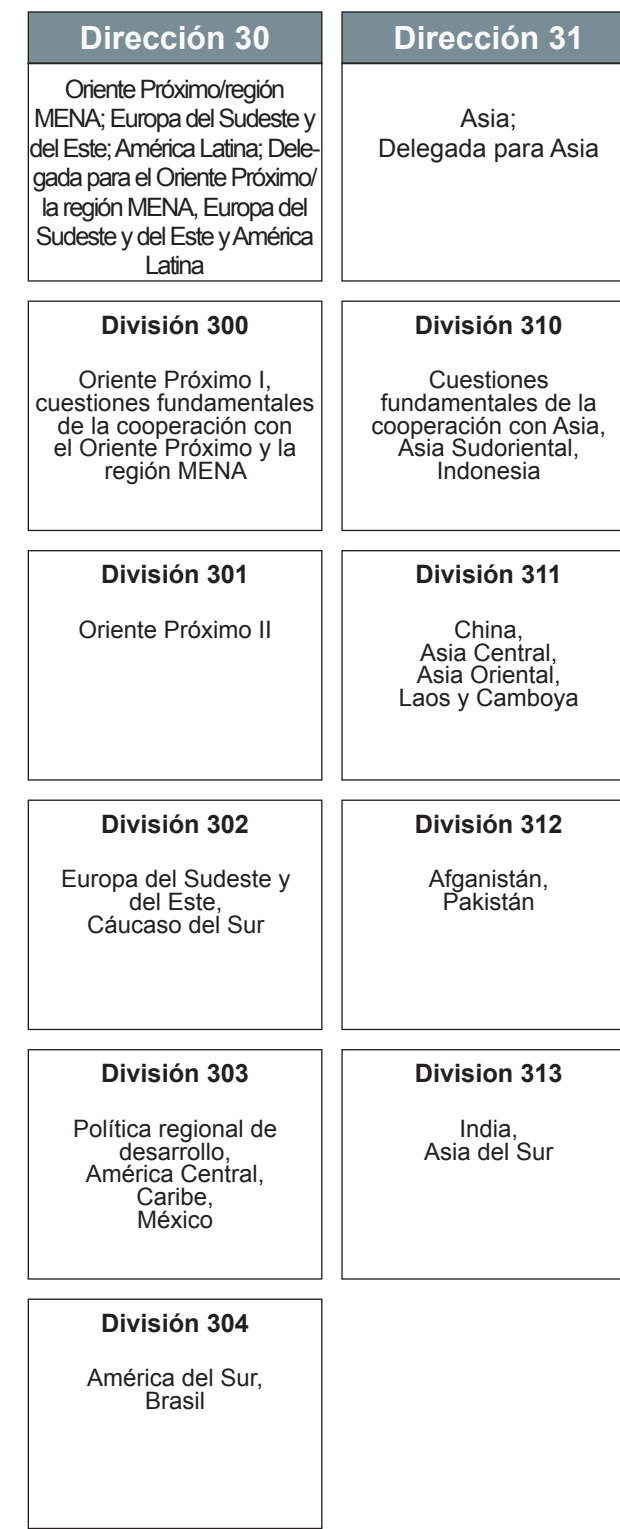 Dirección 30
Oriente Próximo/región
MENA; Europa del Sudeste y
del Este; América Latina; Dele-
gada para el Oriente Próximo/
la región MENA, Europa del
Sudeste y del Este y América
Latina
División 300
Oriente Próximo I,
cuestiones fundamentales
de la cooperación con
el Oriente Próximo y la
región MENA
División 301
Oriente Próximo II
División 302
Europa del Sudeste y
del Este,
Cáucaso del Sur
División 303
Política regional de
desarrollo,
América Central,
Caribe,
México
División 304
América del Sur,
Brasil
Dirección 31
Asia;
Delegada para Asia
División 310
Cuestiones
fundamentales de la
cooperación con Asia,
Asia Sudoriental,
Indonesia
División 311
China,
Asia Central,
Asia Oriental,
Laos y Camboya
División 312
Afganistán,
Pakistán
Division 313
India,
Asia del Sur